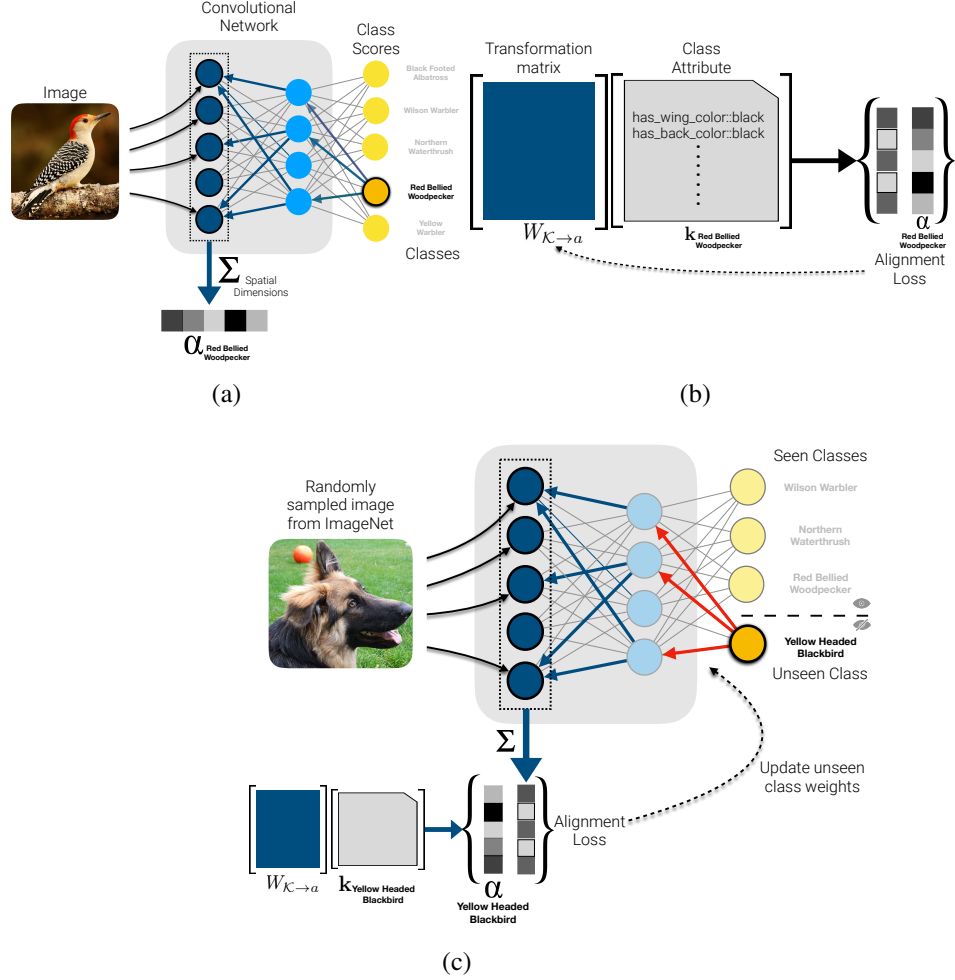 Convolutional
Network
Image
Class
Scores
Black Footed
Albatross
Wilson Warbler
Northern
Waterthrush
Red Bellied
Woodpecker
Yellow
Warbler
Classes
Σ Spatial
Dimensions
α Red Bellied
Woodpecker
(a)
Transformation
matrix
Class
Attribute
has_wing_color::black
has_back_color::black
W𝒦→a
k Red Bellied
Woodpecker
α
Red Bellied
Woodpecker
Alignment
Loss
(b)
Randomly
sampled image
from ImageNet
Seen Classes
Wilson Warbler
Northern
Waterthrush
Red Bellied
Woodpecker
Yellow Headed
Blackbird
Unseen Class
Σ
Update unseen
class weights
Alignment
Loss
W𝒦→a
k Yellow Headed
Blackbird
α
Yellow Headed
Blackbird
(c)